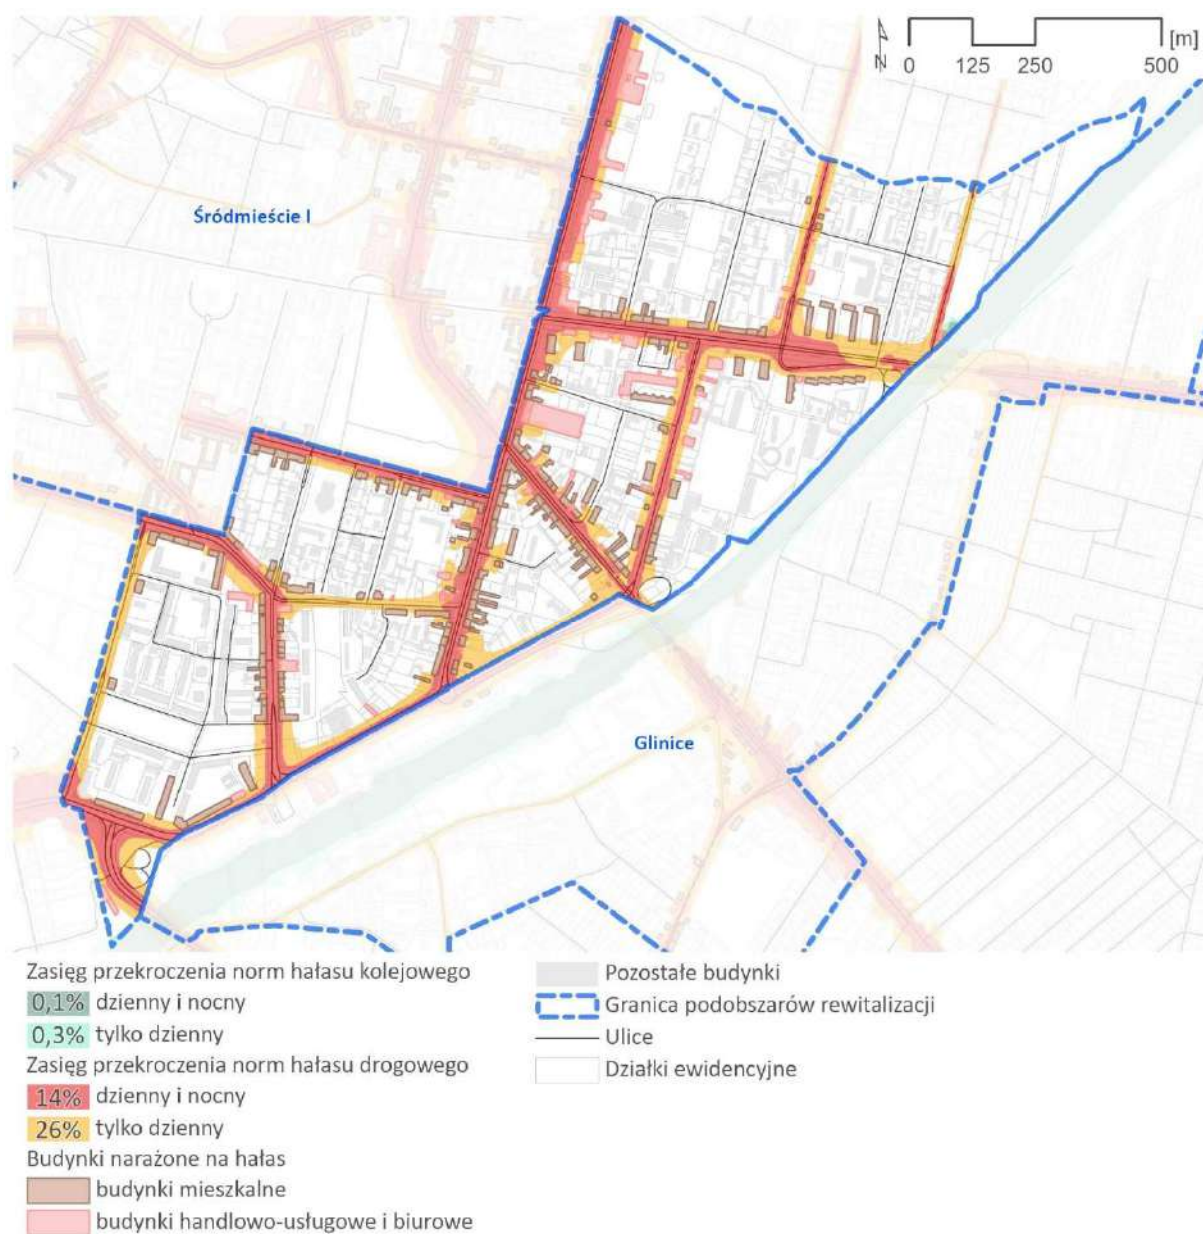 [m]
0 125 250 500
Śródmieście I
Glinice
Zasięg przekroczenia norm hałasu kolejowego
0,1% dzienny i nocny
0,3% tylko dzienny
Zasięg przekroczenia norm hałasu drogowego
14% dzienny i nocny
26% tylko dzienny
Budynki narażone na hałas
budynki mieszkalne
budynki handlowo-usługowe i biurowe
Pozostałe budynki
Granica podobszarów rewitalizacji
Ulice
Działki ewidencyjne